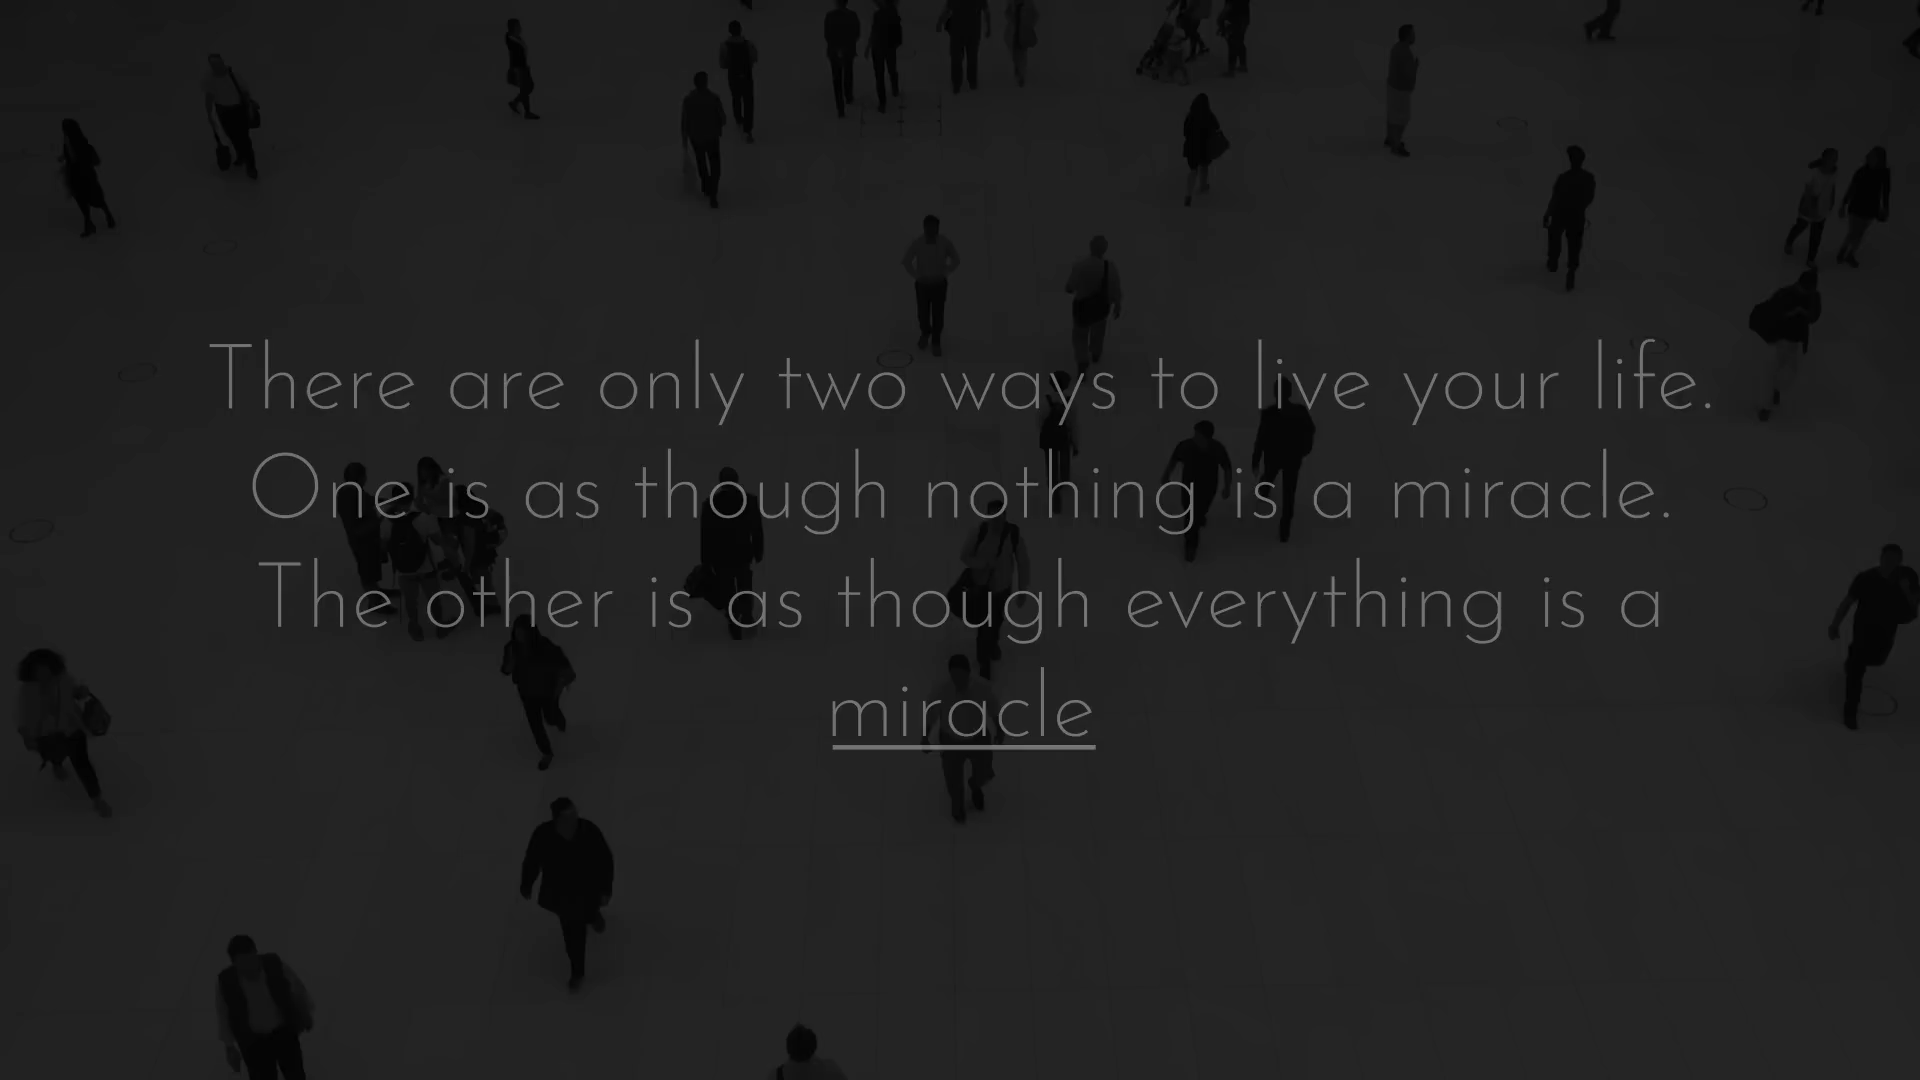 There are only two ways to live your life.
One is as though nothing is a miracle.
The other is as though everything is a
miracle